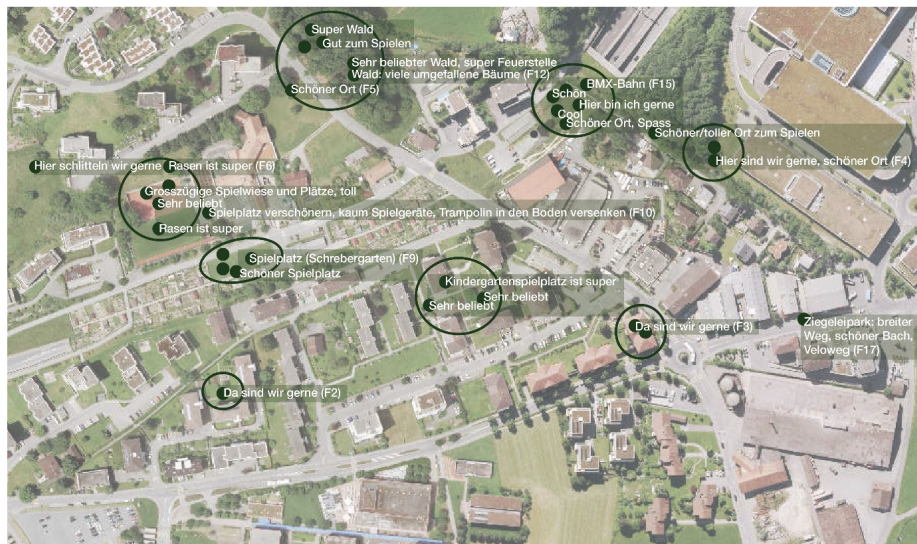 Super Wald
Gut zum Spielen
Sehr beliebter Wald, super Feuerstelle
Wald: viele umgefallene Bäume (F12)
Schöner Ort (F5)
BMX-Bahn (F15)
Schön
Hier bin ich gerne
Cool
Schöner Ort, Spass
Schöner/toller Ort zum Spielen
Hier sind wir gerne, schöner Ort (F4)
Hier schlitteln wir gerne
Rasen ist super (F6)
Grosszügige Spielwiese und Plätze, toll
Sehr beliebt
Spielplatz verschönern, kaum Spielgeräte, Trampolin in den Boden versenken (F10)
Rasen ist super
Spielplatz (Schrebergarten) (F9)
Schöner Spielplatz
Kindergartenspielplatz ist super
Sehr beliebt
Sehr beliebt
Da sind wir gerne (F3)
Ziegeleipark: breiter
Weg, schöner Bach,
Veloweg (F17)
Da sind wir gerne (F2)